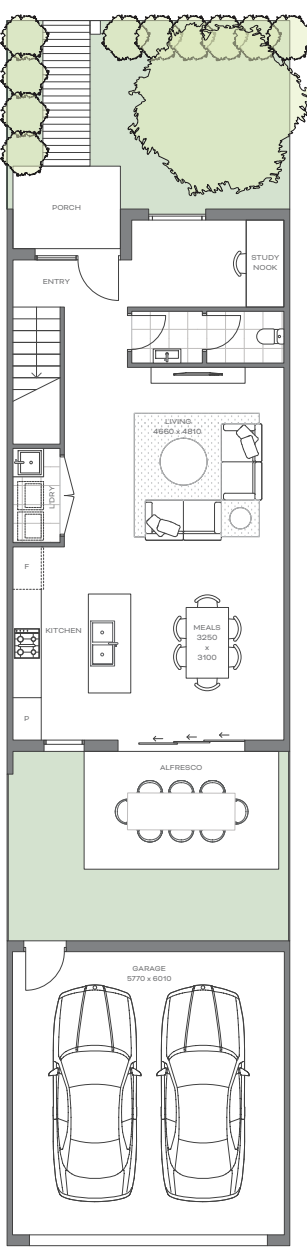 PORCH
ENTRY
STUDY
NOOK
LIVING
4660 x 4810
L'DRY
F
KITCHEN
MEALS
3250
x
3100
P
ALFRESCO
GARAGE
5770 x 6010